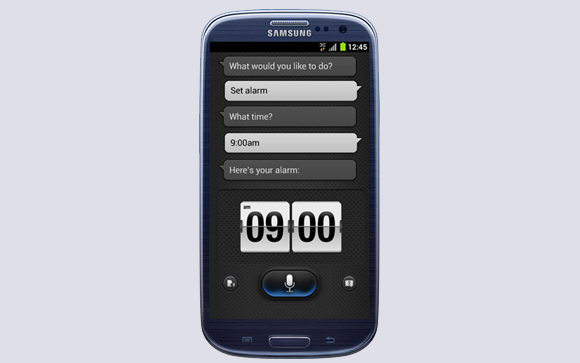 SAMSUNG
3G 12:45
What would you like to do?
Set alarm
What time?
9:00am
Here's your alarm:
am
09 00